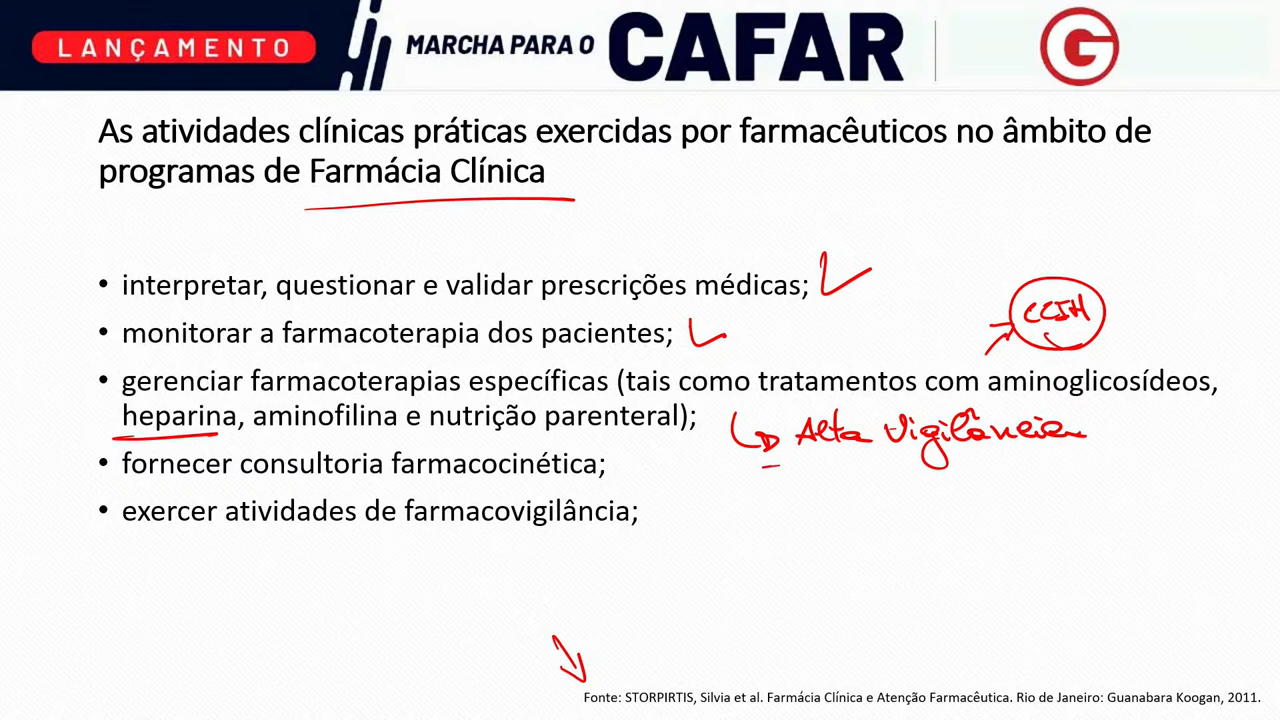 LANÇAMENTO
MARCHA PARA O CAFAR
G
As atividades clínicas práticas exercidas por farmacêuticos no âmbito de
programas de Farmácia Clínica
• interpretar, questionar e validar prescrições médicas;
CCIH
• monitorar a farmacoterapia dos pacientes;
• gerenciar farmacoterapias específicas (tais como tratamentos com aminoglicosídeos,
heparina, aminofilina e nutrição parenteral);
Alta Vigilância
• fornecer consultoria farmacocinética;
• exercer atividades de farmacovigilância;
Fonte: STORPIRTIS, Silvia et al. Farmácia Clínica e Atenção Farmacêutica. Rio de Janeiro: Guanabara Koogan, 2011.